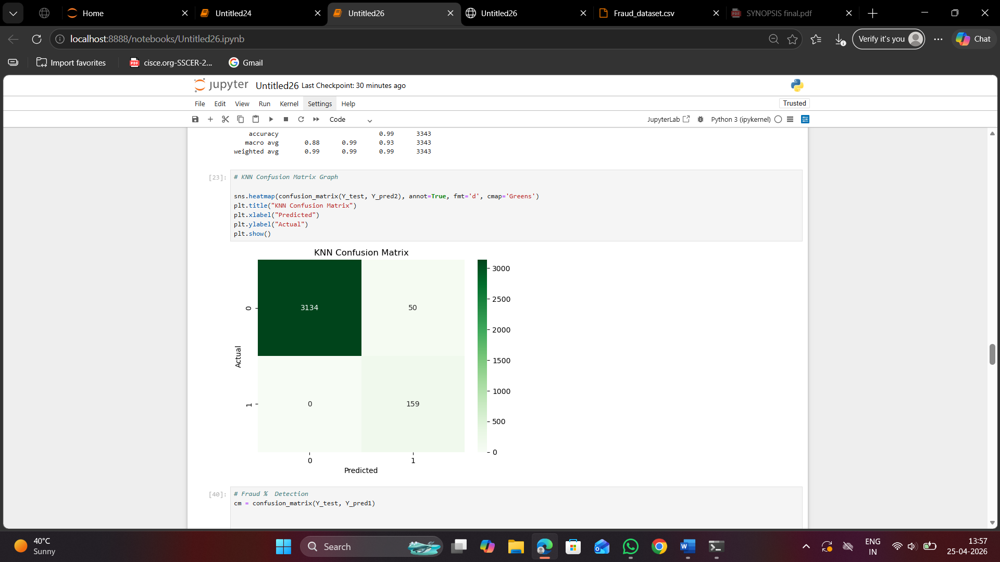 Home
Untitled24
Untitled26
Untitled26
Fraud_dataset.csv
SYNOPSIS final.pdf
localhost:8888/notebooks/Untitled26.ipynb
Verify it's you
Chat
Import favorites
cisce.org-SSCER-2...
Gmail
jupyter Untitled26 Last Checkpoint: 30 minutes ago
File Edit View Run Kernel Settings Help
Trusted
Code
JupyterLab
Python 3 (ipykernel)
accuracy 0.99 3343
macro avg 0.88 0.99 0.93 3343
weighted avg 0.99 0.99 0.99 3343
[23]:
# KNN Confusion Matrix Graph
sns.heatmap(confusion_matrix(Y_test, Y_pred2), annot=True, fmt='d', cmap='Greens')
plt.title("KNN Confusion Matrix")
plt.xlabel("Predicted")
plt.ylabel("Actual")
plt.show()
KNN Confusion Matrix
3000
2500
2000
1500
1000
500
0
0
3134 50
Actual
1
0 159
0 1
Predicted
[40]:
# Fraud % Detection
cm = confusion_matrix(Y_test, Y_pred1)
40°C
Sunny
Search
ENG
IN
13:57
25-04-2026